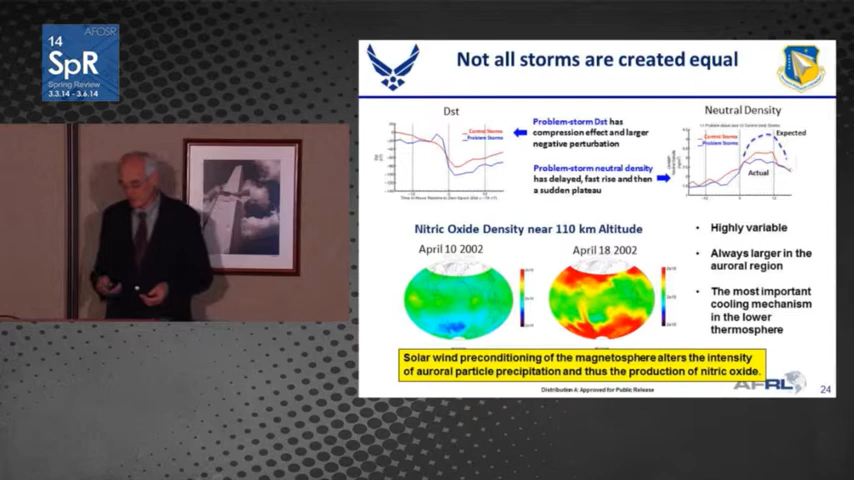 AFOSR
14
SpR
Spring Review
3.3.14 - 3.6.14
Not all storms are created equal
Dst
Control Storms
Problem Storms
Problem-storm Dst has
compression effect and larger
negative perturbation
Problem-storm neutral density
has delayed, fast rise and then
a sudden plateau
Neutral Density
Control Storms
Problem Storms
Expected
Actual
Nitric Oxide Density near 110 km Altitude
April 10 2002
April 18 2002
• Highly variable
• Always larger in the
auroral region
• The most important
cooling mechanism
in the lower
thermosphere
Solar wind preconditioning of the magnetosphere alters the intensity
of auroral particle precipitation and thus the production of nitric oxide.
Distribution A: Approved for Public Release
AFRL
24